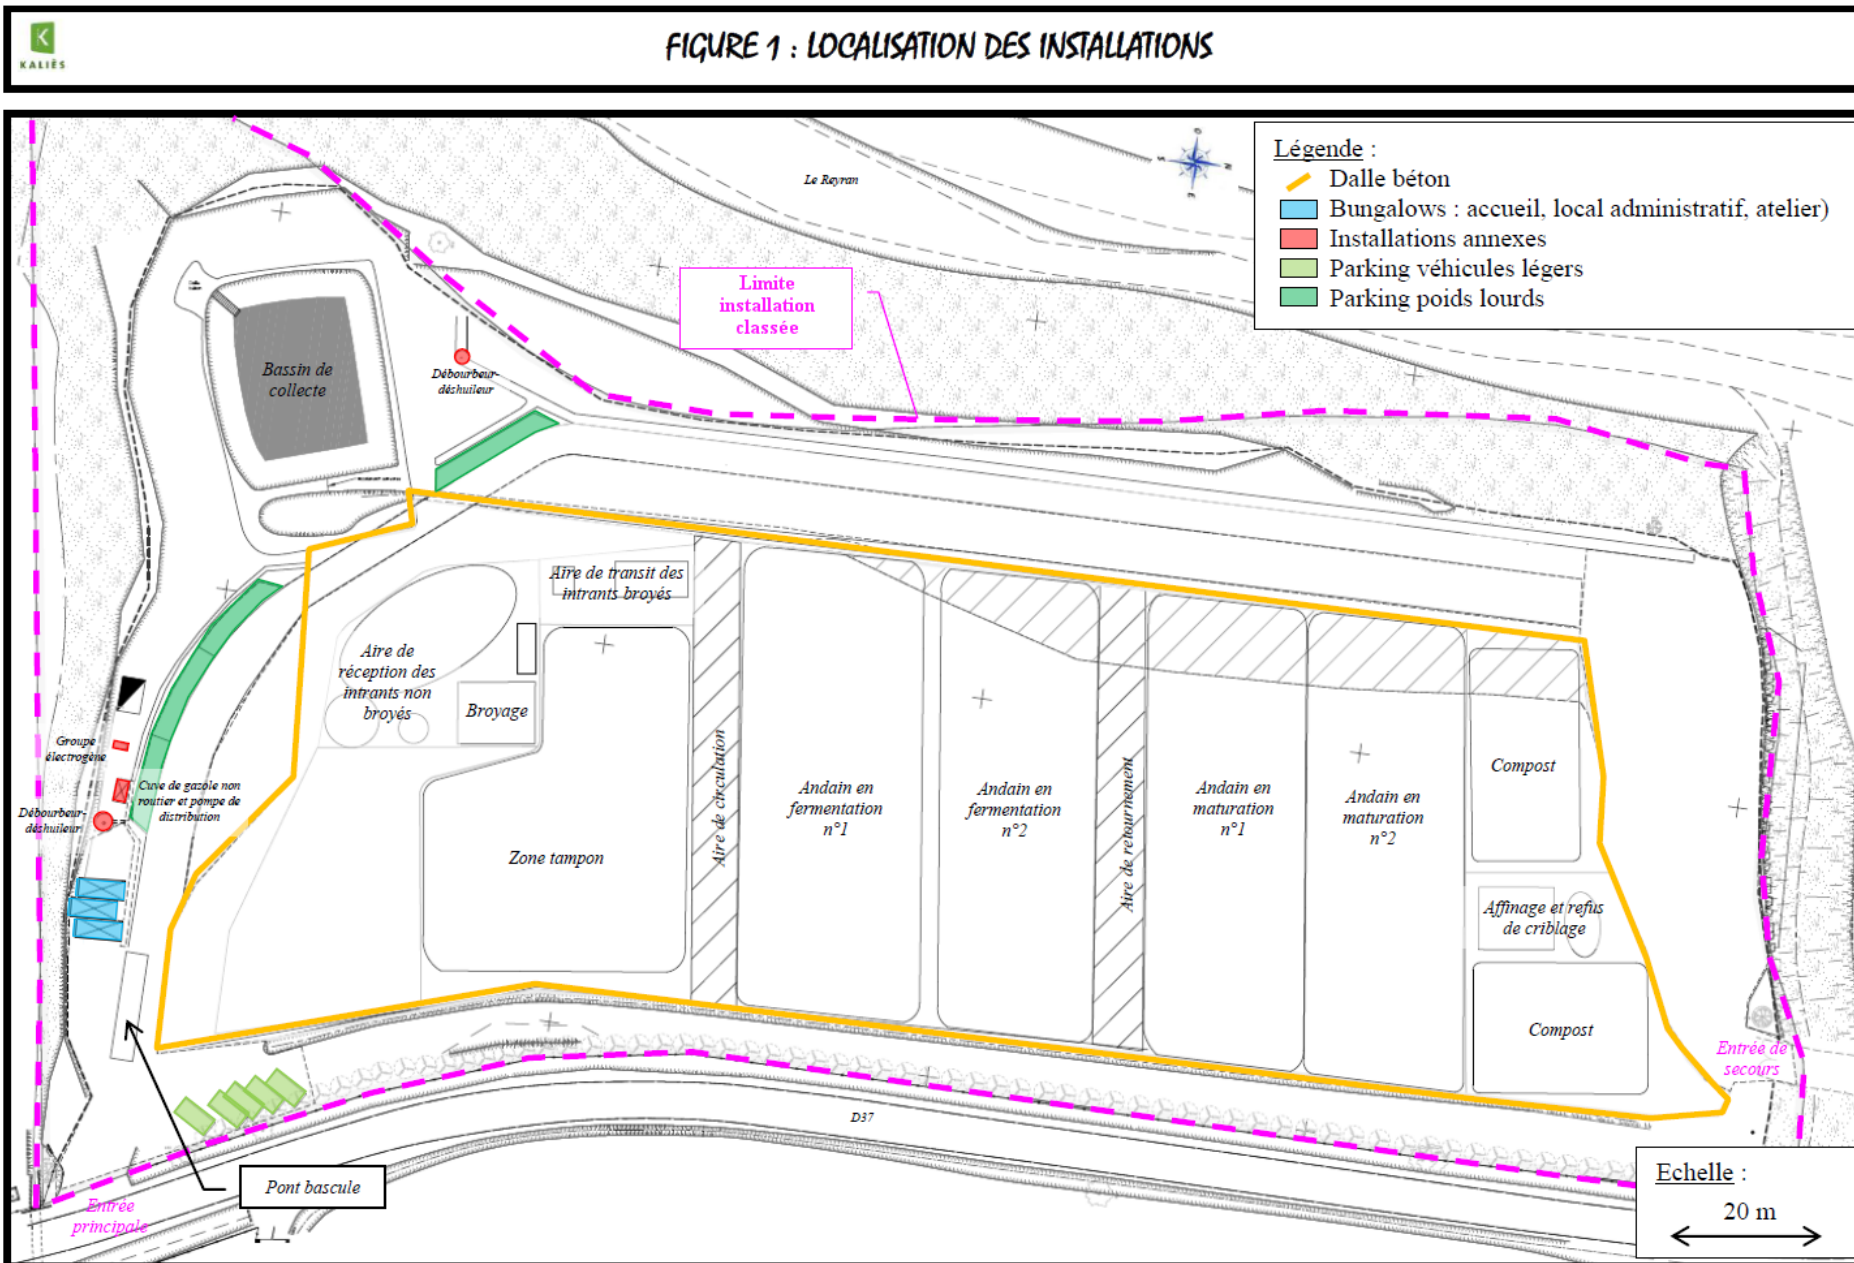 KALIÈS
FIGURE 1 : LOCALISATION DES INSTALLATIONS
Légende :
Dalle béton
Bungalows : accueil, local administratif, atelier)
Installations annexes
Parking véhicules légers
Parking poids lourds
Le Reyran
Limite
installation
classée
Bassin de
collecte
Débourbeur-
déshuileur
Aire de transit des
intrants broyés
Aire de
réception des
intrants non
broyés
Broyage
Groupe
électrogène
Cuve de gazole non
routier et pompe de
distribution
Débourbeur-
déshuileur
Zone tampon
Aire de circulation
Andain en
fermentation
n°1
Andain en
fermentation
n°2
Aire de retournement
Andain en
maturation
n°1
Andain en
maturation
n°2
Compost
Affinage et refus
de criblage
Compost
Entrée de
secours
D37
Pont bascule
Entrée
principale
Echelle :
20 m